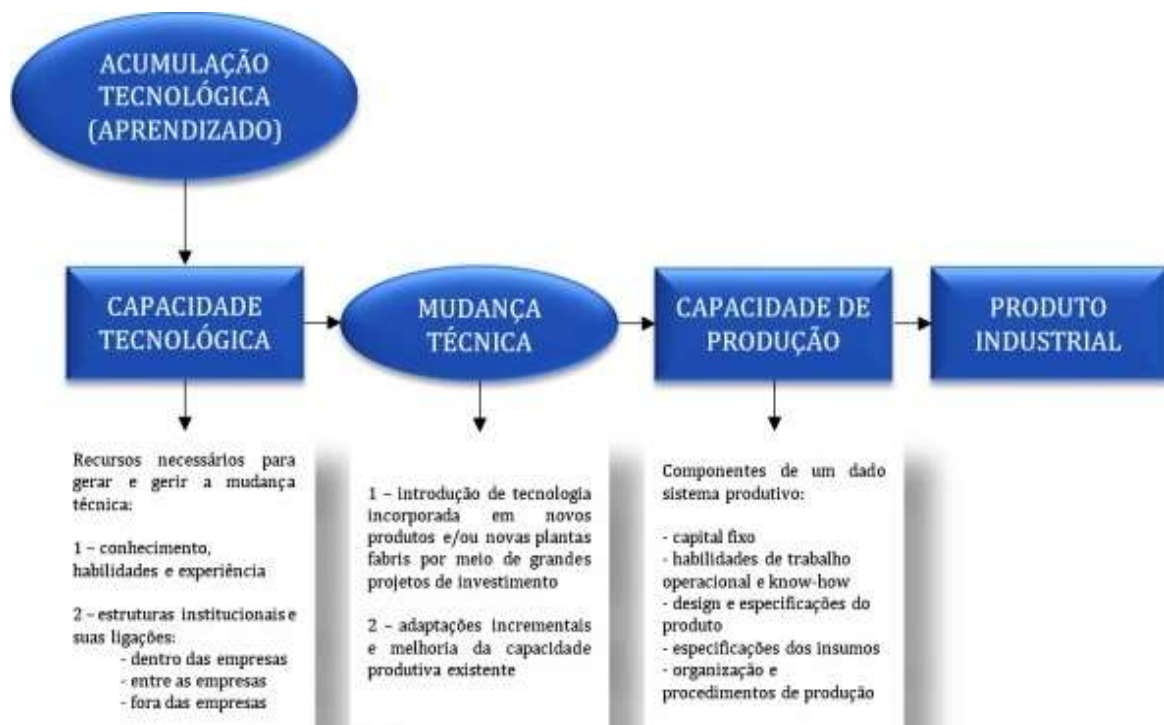 ACUMULAÇÃO
TECNOLÓGICA
(APRENDIZADO)
CAPACIDADE
TECNOLÓGICA
MUDANÇA
TÉCNICA
CAPACIDADE DE
PRODUÇÃO
PRODUTO
INDUSTRIAL
Recursos necessários para
gerar e gerir a mudança
técnica:
1 – conhecimento,
habilidades e experiência
2 – estruturas institucionais e
suas ligações:
- dentro das empresas
- entre as empresas
- fora das empresas
1 – introdução de tecnologia
incorporada em novos
produtos e/ou novas plantas
fabris por meio de grandes
projetos de investimento
2 – adaptações incrementais
e melhoria da capacidade
produtiva existente
Componentes de um dado
sistema produtivo:
- capital fixo
- habilidades de trabalho
operacional e know-how
- design e especificações do
produto
- especificações dos insumos
- organização e
procedimentos de produção